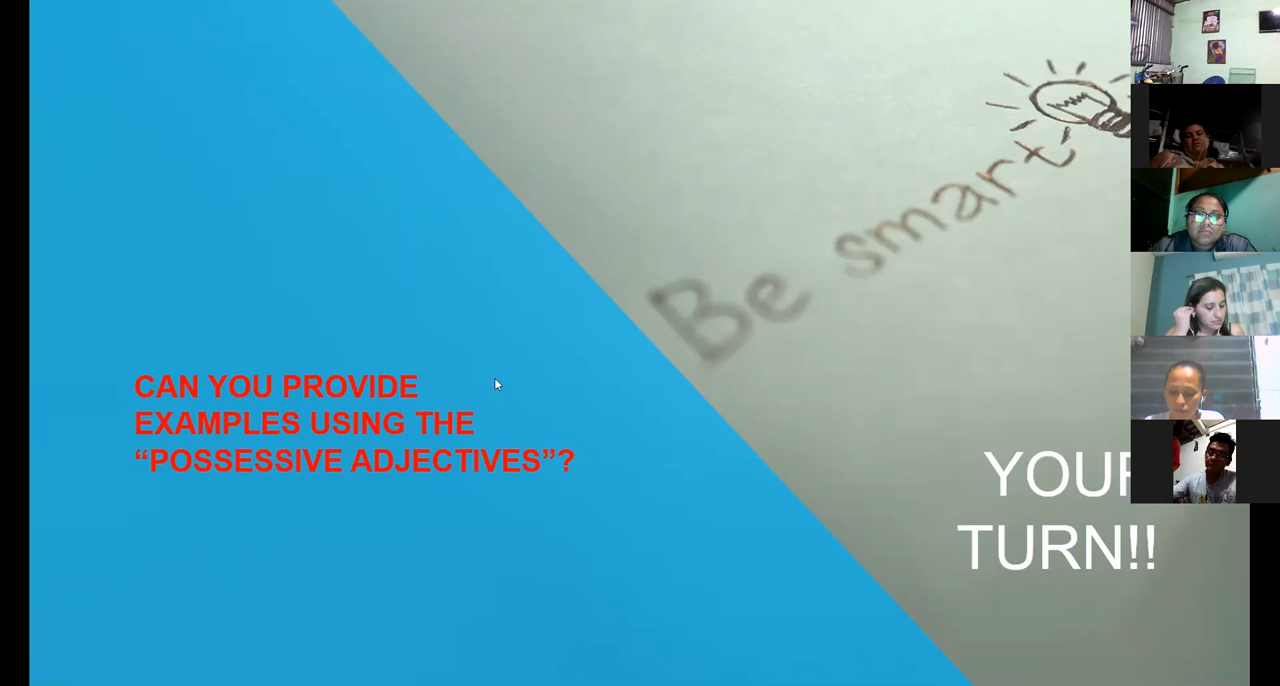 Be smart
CAN YOU PROVIDE
EXAMPLES USING THE
“POSSESSIVE ADJECTIVES”?
YOUR
TURN!!